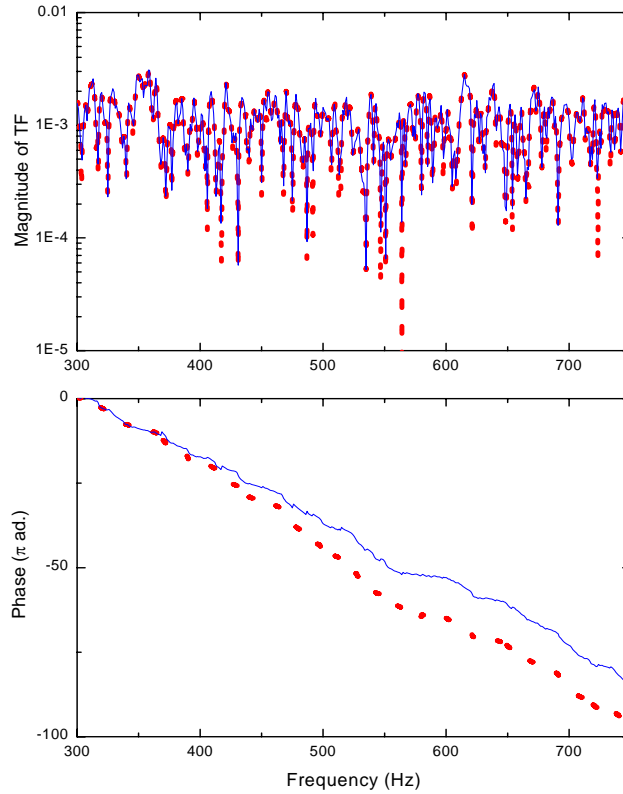 0.01
1E-3
1E-4
1E-5
Magnitude of TF
300 400 500 600 700
0
-50
-100
Phase (π ad.)
300 400 500 600 700
Frequency (Hz)